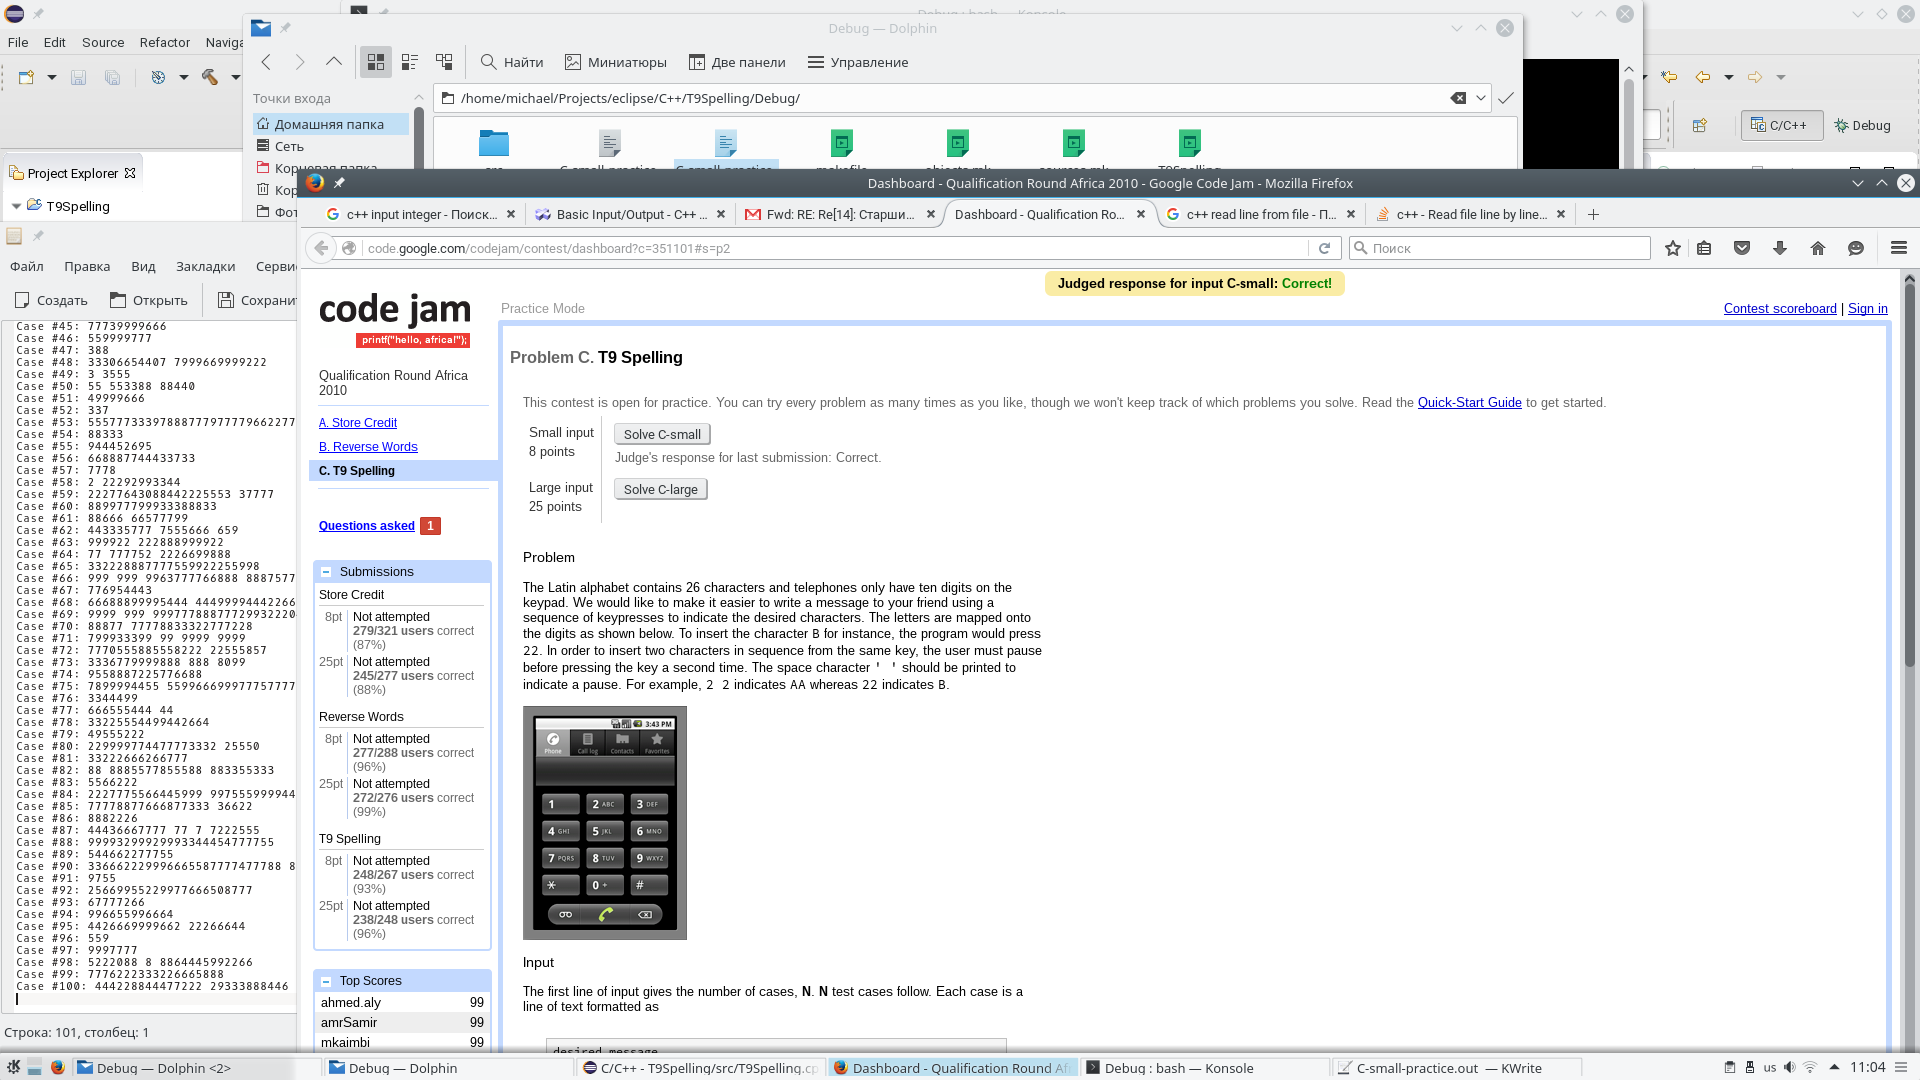 Debug : bash — Konsole
Debug — Dolphin
File Edit Source Refactor
Найти Миниатюры Две панели Управление
Точки входа
/home/michael/Projects/eclipse/C++/T9Spelling/Debug/
Домашняя папка
Сеть
Корневая папка
C/C++ Debug
Project Explorer
T9Spelling
Dashboard - Qualification Round Africa 2010 - Google Code Jam - Mozilla Firefox
c++ input integer - Поиск...
Basic Input/Output - C++ ...
Fwd: RE: Re[14]: Старши...
Dashboard - Qualification Ro...
c++ read line from file - П...
c++ - Read file line by line...
code.google.com/codejam/contest/dashboard?c=351101#s=p2
Поиск
Файл Правка Вид Закладки
Создать Открыть
Case #45: 77739999666
Case #46: 559999777
Case #47: 388
Case #48: 33306654407 7999669999222
Case #49: 3 3555
Case #50: 55 553388 88440
Case #51: 49999666
Case #52: 337
Case #54: 88333
Case #55: 944452695
Case #56: 668887744433733
Case #57: 7778
Case #58: 2 22292993344
Case #59: 22277643088442225553 37777
Case #60: 889977799933388833
Case #61: 88666 66577799
Case #62: 443335777 7555666 659
Case #63: 999922 222888999922
Case #64: 77 777752 2226699888
Case #65: 3322288877777559922255998
Case #66: 999 999 9963777766888 8887577
Case #67: 776954443
Case #68: 66688899995444 44499994442266
Case #69: 9999 999 9997778887772993222
Case #70: 88877 77778833322777228
Case #71: 799933399 99 9999 9999
Case #72: 7770555885558222 22555857
Case #73: 3336779999888 888 8099
Case #74: 9558887225776688
Case #75: 7899994455 559966699977757777
Case #76: 3344499
Case #77: 666555444 44
Case #78: 33225554499442664
Case #79: 49555222
Case #80: 229999774477773332 25550
Case #81: 33222666266777
Case #82: 88 8885577855588 883355333
Case #83: 5566222
Case #84: 2227775566445999 997555999944
Case #85: 77778877666877333 36622
Case #86: 8882226
Case #87: 44436667777 77 7 7222555
Case #88: 99993299929993344454777755
Case #89: 544662277755
Case #90: 33666222999666655877774777 88 8
Case #91: 9755
Case #92: 25669955229977666508777
Case #93: 67777266
Case #94: 996655996664
Case #95: 4426669999662 22266644
Case #96: 559
Case #97: 9997777
Case #98: 5222088 8 8864445992266
Case #99: 7776222333226665888
Case #100: 444228844477222 29333888446
Строка: 101, столбец: 1
Judged response for input C-small: Correct!
code jam
printf("hello, africa!");
Practice Mode
Contest scoreboard | Sign in
Qualification Round Africa
2010
A. Store Credit
B. Reverse Words
C. T9 Spelling
Questions asked 1
Submissions
Store Credit
8pt Not attempted
279/321 users correct
(87%)
25pt Not attempted
245/277 users correct
(88%)
Reverse Words
8pt Not attempted
277/288 users correct
(96%)
25pt Not attempted
272/276 users correct
(99%)
T9 Spelling
8pt Not attempted
248/267 users correct
(93%)
25pt Not attempted
238/248 users correct
(96%)
Top Scores
ahmed.aly 99
amrSamir 99
mkaimbi 99
Problem C. T9 Spelling
This contest is open for practice. You can try every problem as many times as you like, though we won't keep track of which problems you solve. Read the Quick-Start Guide to get started.
Small input
8 points
Solve C-small
Judge's response for last submission: Correct.
Large input
25 points
Solve C-large
Problem
The Latin alphabet contains 26 characters and telephones only have ten digits on the
keypad. We would like to make it easier to write a message to your friend using a
sequence of keypresses to indicate the desired characters. The letters are mapped onto
the digits as shown below. To insert the character B for instance, the program would press
22. In order to insert two characters in sequence from the same key, the user must pause
before pressing the key a second time. The space character ' ' should be printed to
indicate a pause. For example, 2 2 indicates AA whereas 22 indicates B.
3:43 PM
Phone Call log Contacts Favorites
1 2 ABC 3 DEF
4 GHI 5 JKL 6 MNO
7 PQRS 8 TUV 9 WXYZ
* 0 + #
Input
The first line of input gives the number of cases, N. N test cases follow. Each case is a
line of text formatted as
desired_message
Debug — Dolphin <2>
Debug — Dolphin
C/C++ - T9Spelling/src/T9Spelling.cp
Dashboard - Qualification Round Af
Debug : bash — Konsole
C-small-practice.out — KWrite
us
11:04